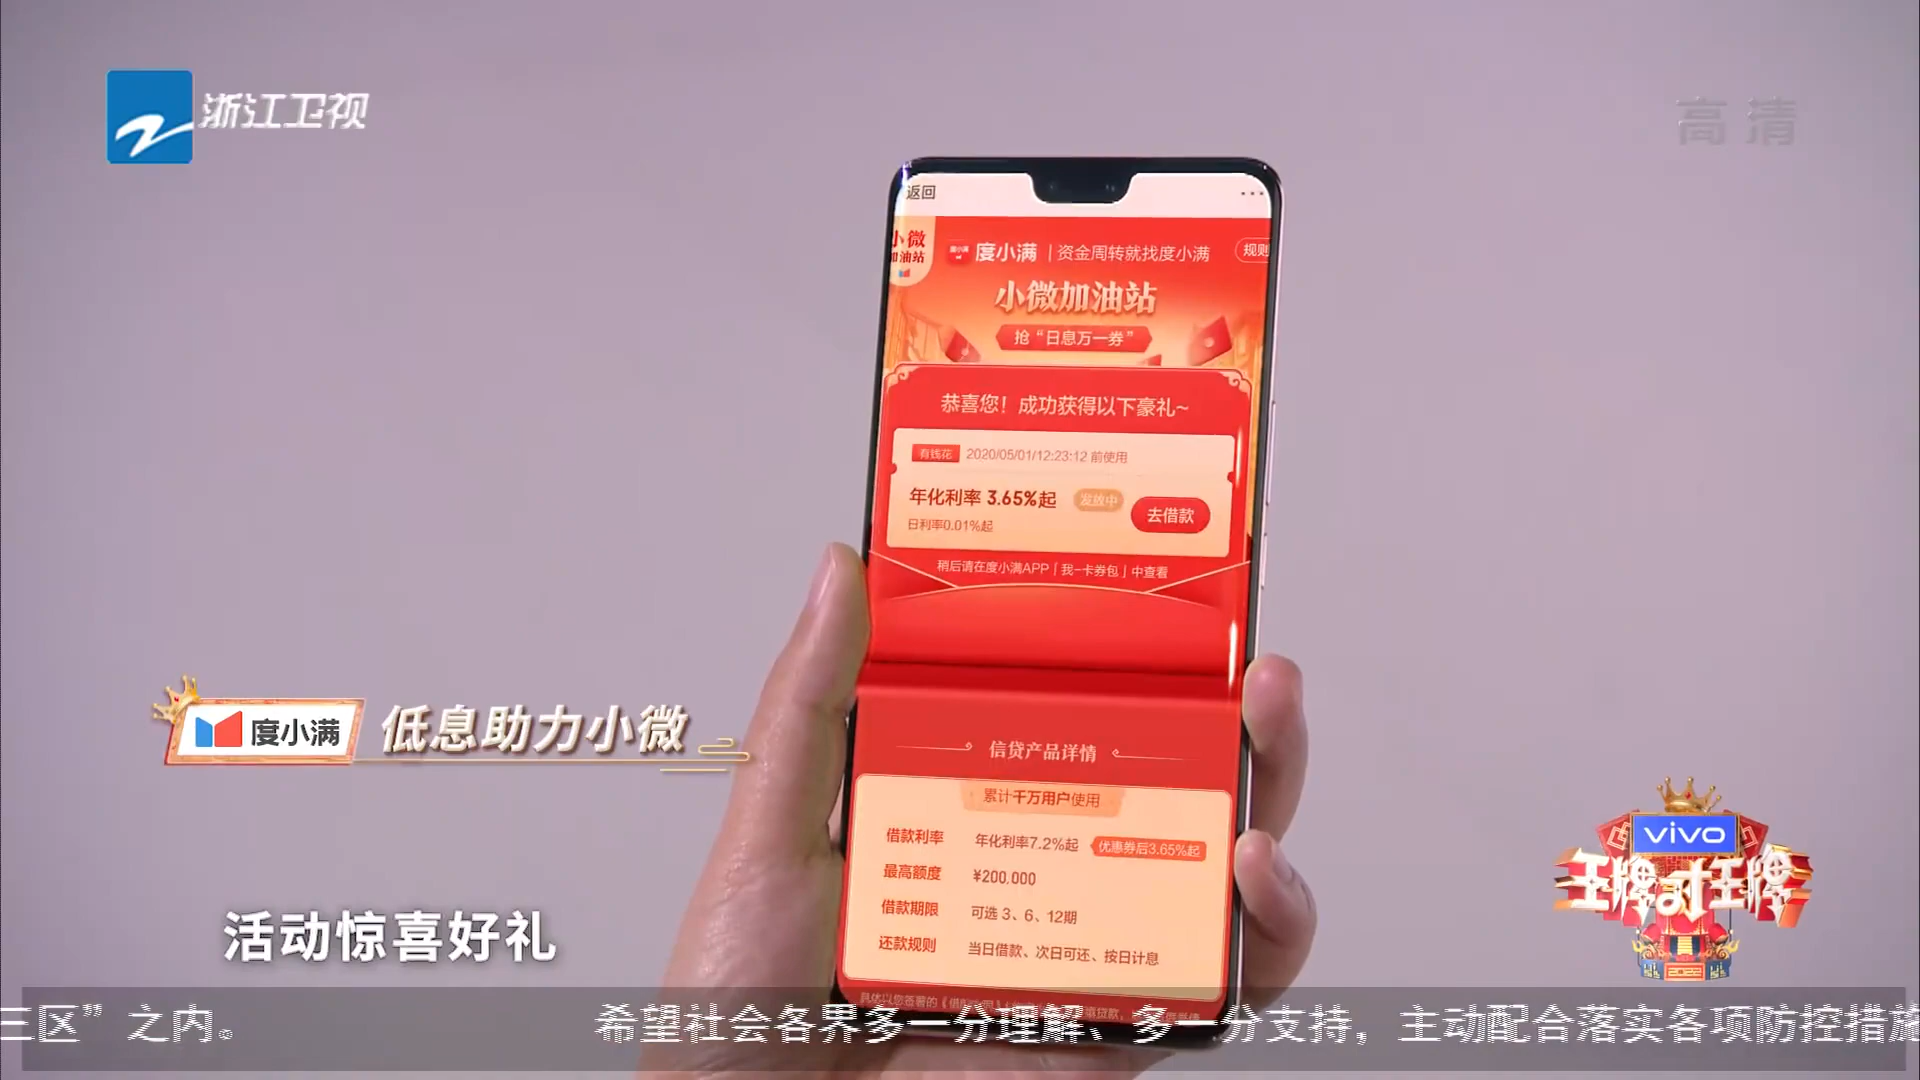 浙江卫视
高清
返回
小微
加油站
度小满 | 资金周转就找度小满
规则
小微加油站
抢“日息万一券”
恭喜您！成功获得以下豪礼~
有钱花 2020/05/01/12:23:12 前使用
年化利率 3.65%起 发放中
去借款
日利率0.01%起
稍后请在度小满APP「我-卡券包」中查看
信贷产品详情
累计千万用户使用
借款利率 年化利率7.2%起 优惠券后3.65%起
最高额度 ¥200,000
借款期限 可选 3、6、12期
还款规则 当日借款、次日可还、按日计息
度小满 低息助力小微
vivo
王牌对王牌
2022
活动惊喜好礼
三区”之内。 希望社会各界多一分理解、多一分支持，主动配合落实各项防控措施